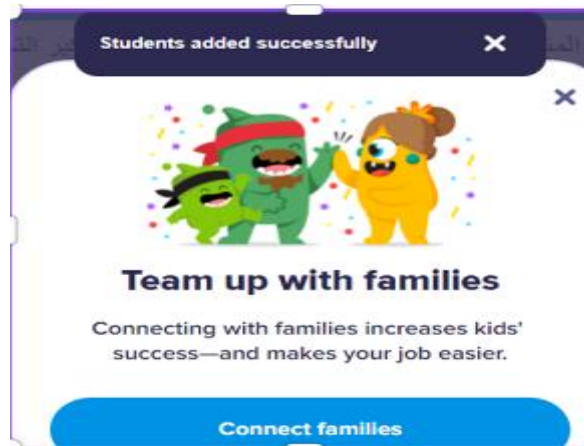 Students added successfully
Team up with families
Connecting with families increases kids'
success—and makes your job easier.
Connect families